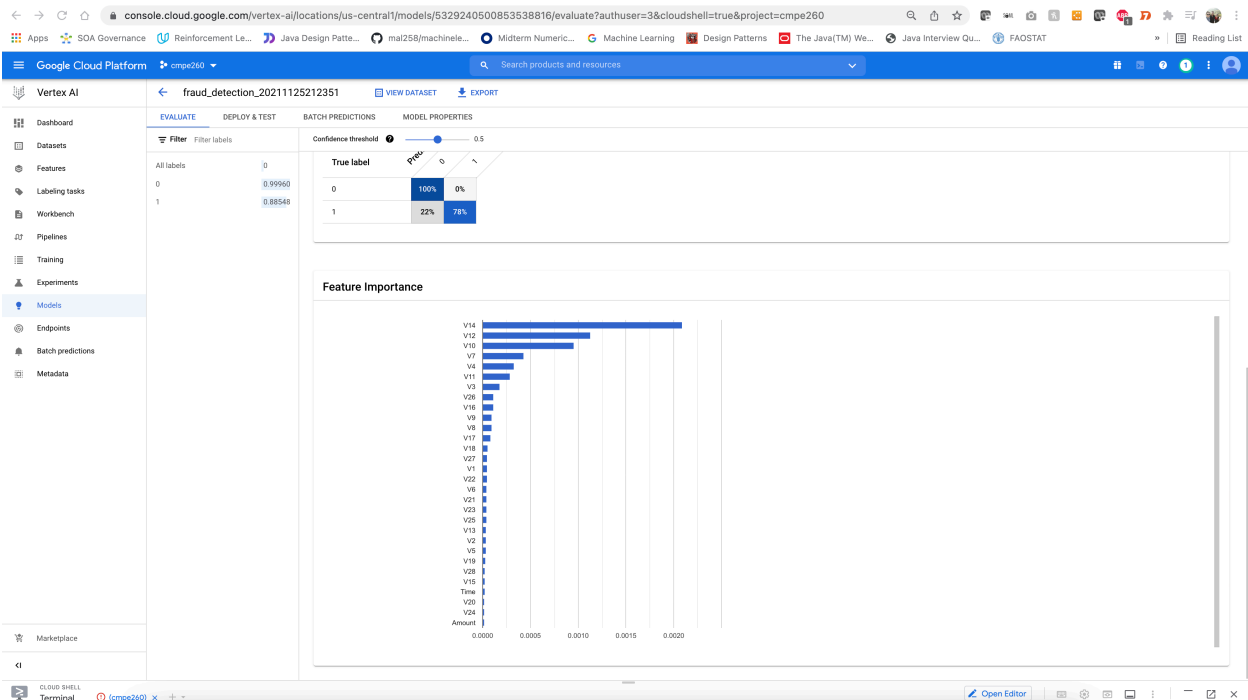 console.cloud.google.com/vertex-ai/locations/us-central1/models/5329240500853538816/evaluate?authuser=3&cloudshell=true&project=cmpe260
Apps SOA Governance Reinforcement Le... Java Design Patte... mal258/machinele... Midterm Numeric... Machine Learning Design Patterns The Java(TM) We... Java Interview Qu... FAOSTAT » Reading List
Google Cloud Platform cmpe260 Search products and resources 1
Vertex AI
fraud_detection_20211125212351 VIEW DATASET EXPORT
EVALUATE DEPLOY & TEST BATCH PREDICTIONS MODEL PROPERTIES
Dashboard
Datasets
Features
Labeling tasks
Workbench
Pipelines
Training
Experiments
Models
Endpoints
Batch predictions
Metadata
Marketplace
Filter Filter labels
All labels 0
0 0.99960
1 0.88548
Confidence threshold 0.5
True label 0 1
0 100% 0%
1 22% 78%
Feature Importance
V14
V12
V10
V7
V4
V11
V3
V26
V16
V9
V8
V17
V18
V27
V1
V22
V6
V21
V23
V25
V13
V2
V5
V19
V28
V15
Time
V20
V24
Amount
0.0000 0.0005 0.0010 0.0015 0.0020
CLOUD SHELL
Terminal (cmpe260) Open Editor